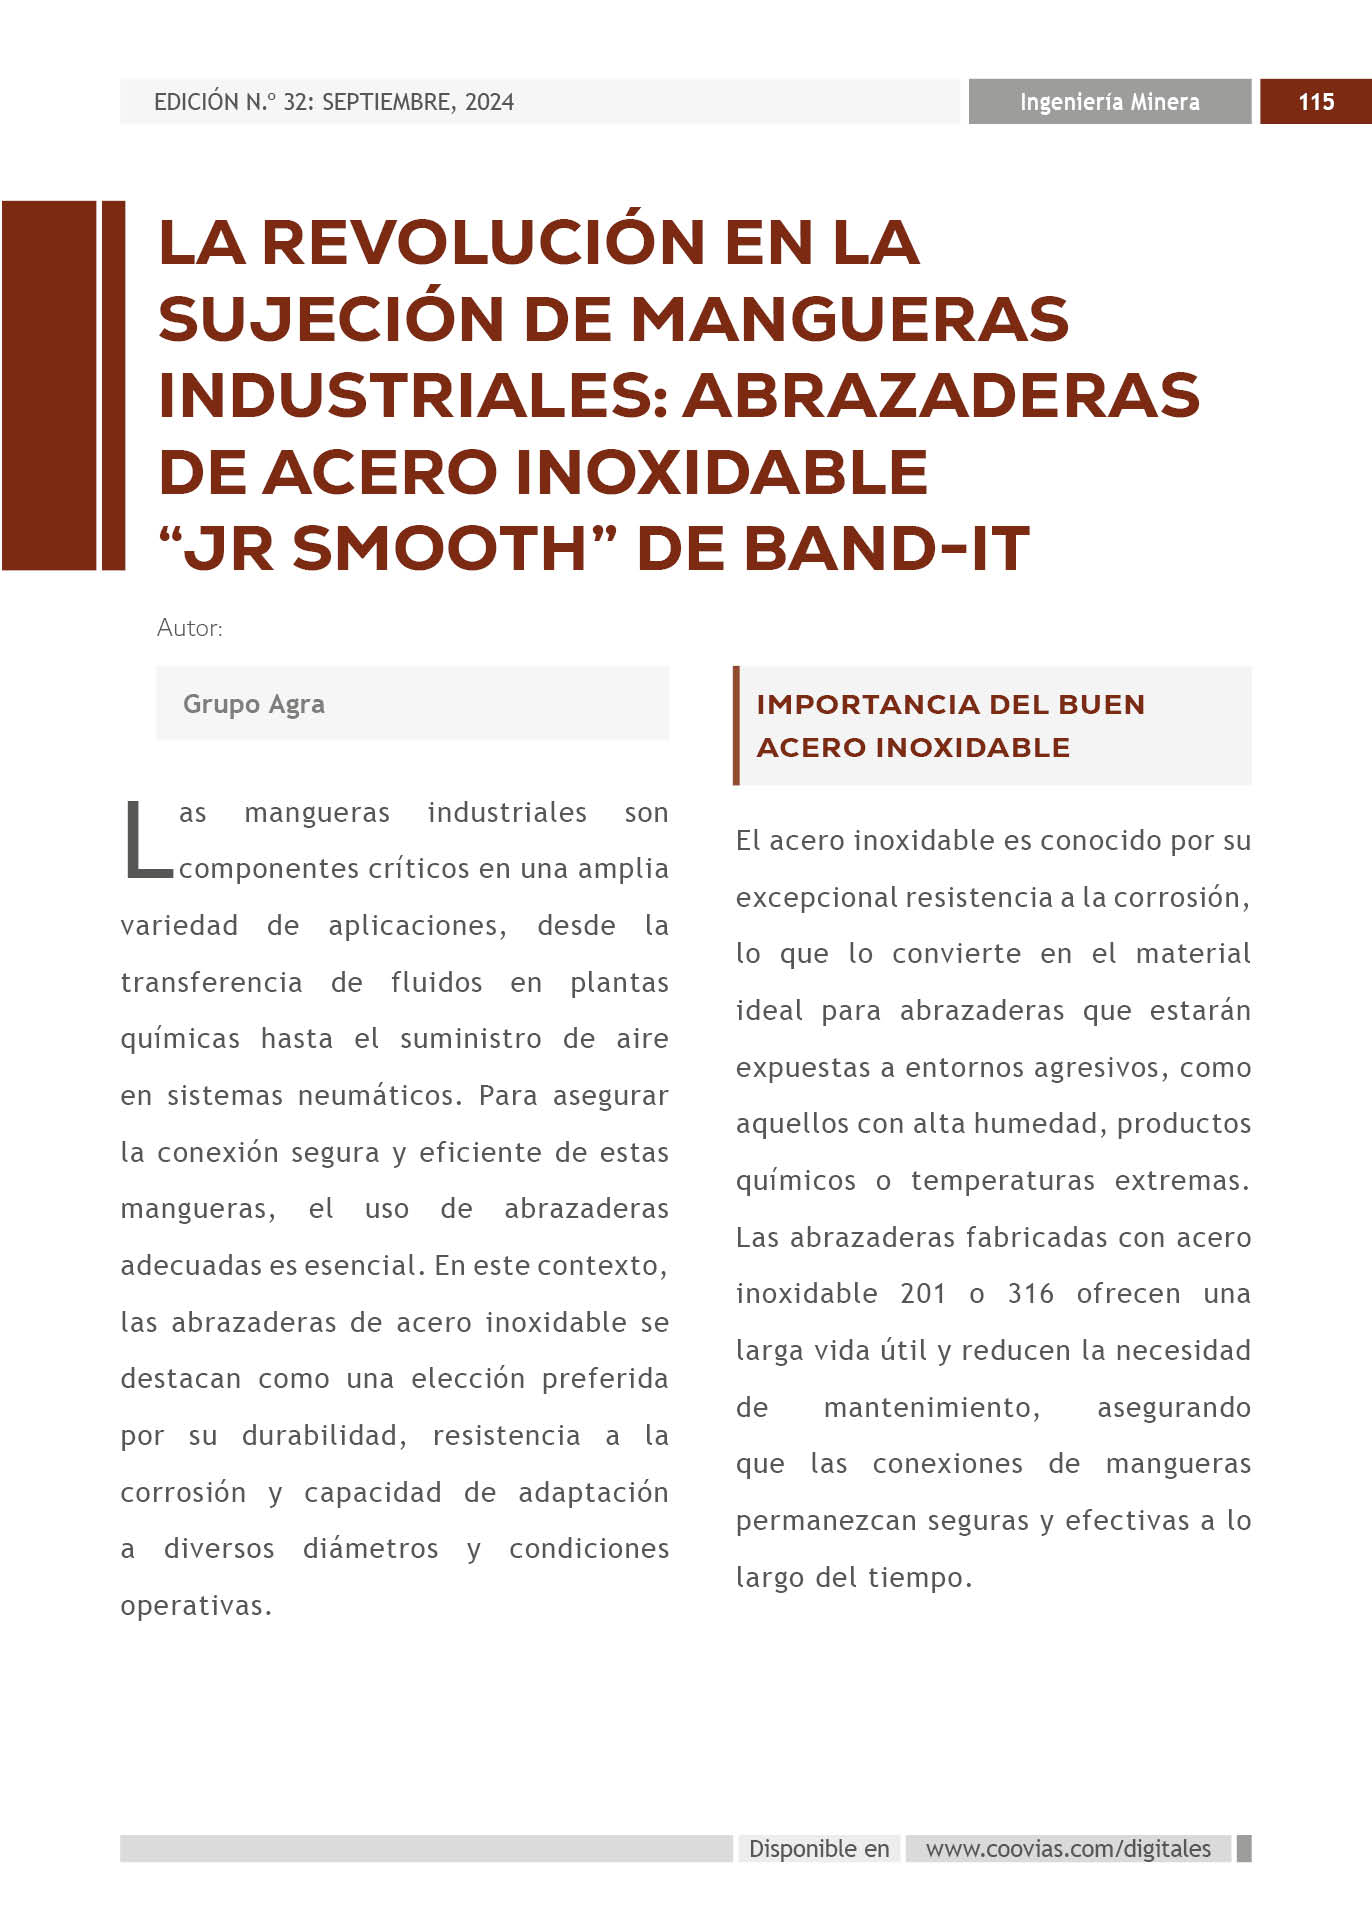 EDICIÓN N.º 32: SEPTIEMBRE, 2024
Ingeniería Minera
115
LA REVOLUCIÓN EN LA
SUJECIÓN DE MANGUERAS
INDUSTRIALES: ABRAZADERAS
DE ACERO INOXIDABLE
“JR SMOOTH” DE BAND-IT
Autor:
Grupo Agra
Las mangueras industriales son
componentes críticos en una amplia
variedad de aplicaciones, desde la
transferencia de fluidos en plantas
químicas hasta el suministro de aire
en sistemas neumáticos. Para asegurar
la conexión segura y eficiente de estas
mangueras, el uso de abrazaderas
adecuadas es esencial. En este contexto,
las abrazaderas de acero inoxidable se
destacan como una elección preferida
por su durabilidad, resistencia a la
corrosión y capacidad de adaptación
a diversos diámetros y condiciones
operativas.
IMPORTANCIA DEL BUEN
ACERO INOXIDABLE
El acero inoxidable es conocido por su
excepcional resistencia a la corrosión,
lo que lo convierte en el material
ideal para abrazaderas que estarán
expuestas a entornos agresivos, como
aquellos con alta humedad, productos
químicos o temperaturas extremas.
Las abrazaderas fabricadas con acero
inoxidable 201 o 316 ofrecen una
larga vida útil y reducen la necesidad
de mantenimiento, asegurando
que las conexiones de mangueras
permanezcan seguras y efectivas a lo
largo del tiempo.
Disponible en
www.coovias.com/digitales